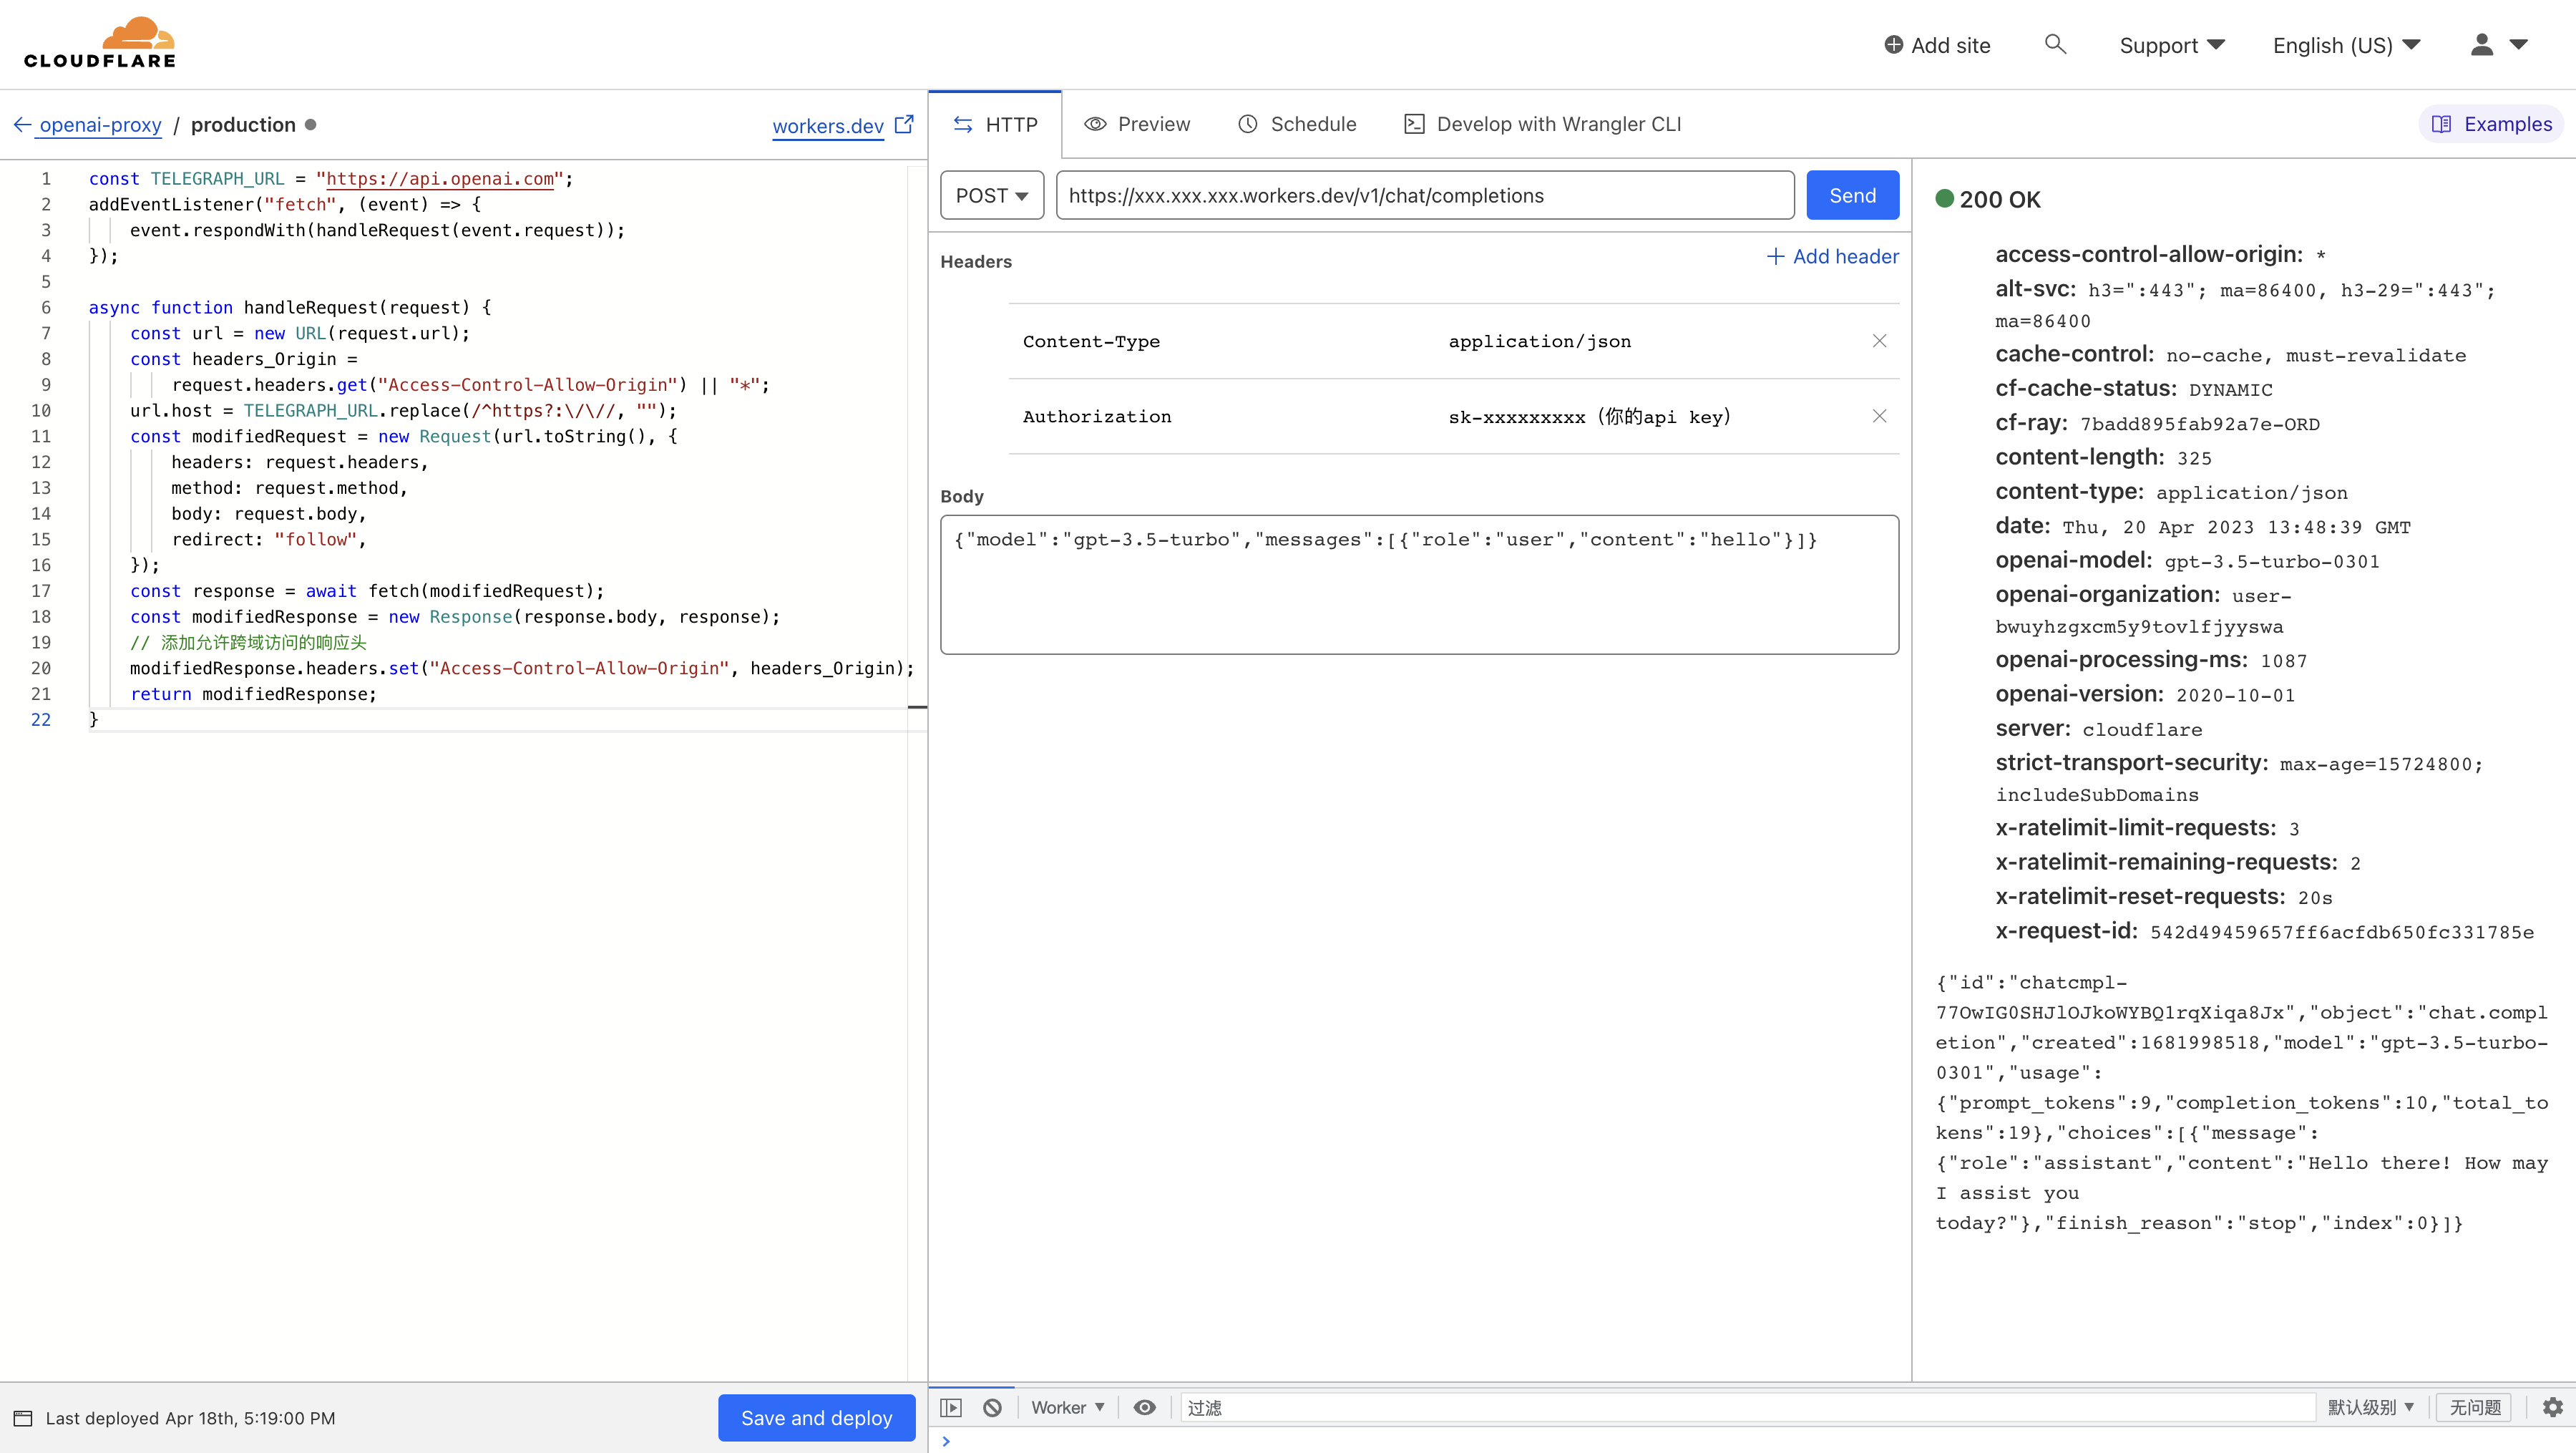 CLOUDFLARE
Add site
Support
English (US)
openai-proxy / production
workers.dev
HTTP
Preview
Schedule
Develop with Wrangler CLI
Examples
1 const TELEGRAPH_URL = "https://api.openai.com";
2 addEventListener("fetch", (event) => {
3 event.respondWith(handleRequest(event.request));
4 });
5
6 async function handleRequest(request) {
7 const url = new URL(request.url);
8 const headers_Origin =
9 request.headers.get("Access-Control-Allow-Origin") || "*";
10 url.host = TELEGRAPH_URL.replace(/^https?:\/\//, "");
11 const modifiedRequest = new Request(url.toString(), {
12 headers: request.headers,
13 method: request.method,
14 body: request.body,
15 redirect: "follow",
16 });
17 const response = await fetch(modifiedRequest);
18 const modifiedResponse = new Response(response.body, response);
19 // 添加允许跨域访问的响应头
20 modifiedResponse.headers.set("Access-Control-Allow-Origin", headers_Origin);
21 return modifiedResponse;
22 }
Last deployed Apr 18th, 5:19:00 PM
Save and deploy
POST
https://xxx.xxx.xxx.workers.dev/v1/chat/completions
Send
Headers
Add header
Content-Type application/json
Authorization sk-xxxxxxxxx（你的api key）
Body
{"model":"gpt-3.5-turbo","messages":[{"role":"user","content":"hello"}]}
200 OK
access-control-allow-origin: *
alt-svc: h3=":443"; ma=86400, h3-29=":443";
ma=86400
cache-control: no-cache, must-revalidate
cf-cache-status: DYNAMIC
cf-ray: 7badd895fab92a7e-ORD
content-length: 325
content-type: application/json
date: Thu, 20 Apr 2023 13:48:39 GMT
openai-model: gpt-3.5-turbo-0301
openai-organization: user-
bwuyhzgxcm5y9tovlfjyyswa
openai-processing-ms: 1087
openai-version: 2020-10-01
server: cloudflare
strict-transport-security: max-age=15724800;
includeSubDomains
x-ratelimit-limit-requests: 3
x-ratelimit-remaining-requests: 2
x-ratelimit-reset-requests: 20s
x-request-id: 542d49459657ff6acfdb650fc331785e
{"id":"chatcmpl-
77OwIG0SHJlOJkoWYBQ1rqXiqa8Jx","object":"chat.compl
etion","created":1681998518,"model":"gpt-3.5-turbo-
0301","usage":
{"prompt_tokens":9,"completion_tokens":10,"total_to
kens":19},"choices":[{"message":
{"role":"assistant","content":"Hello there! How may
I assist you
today?"},"finish_reason":"stop","index":0}]}
Worker
过滤
默认级别
无问题